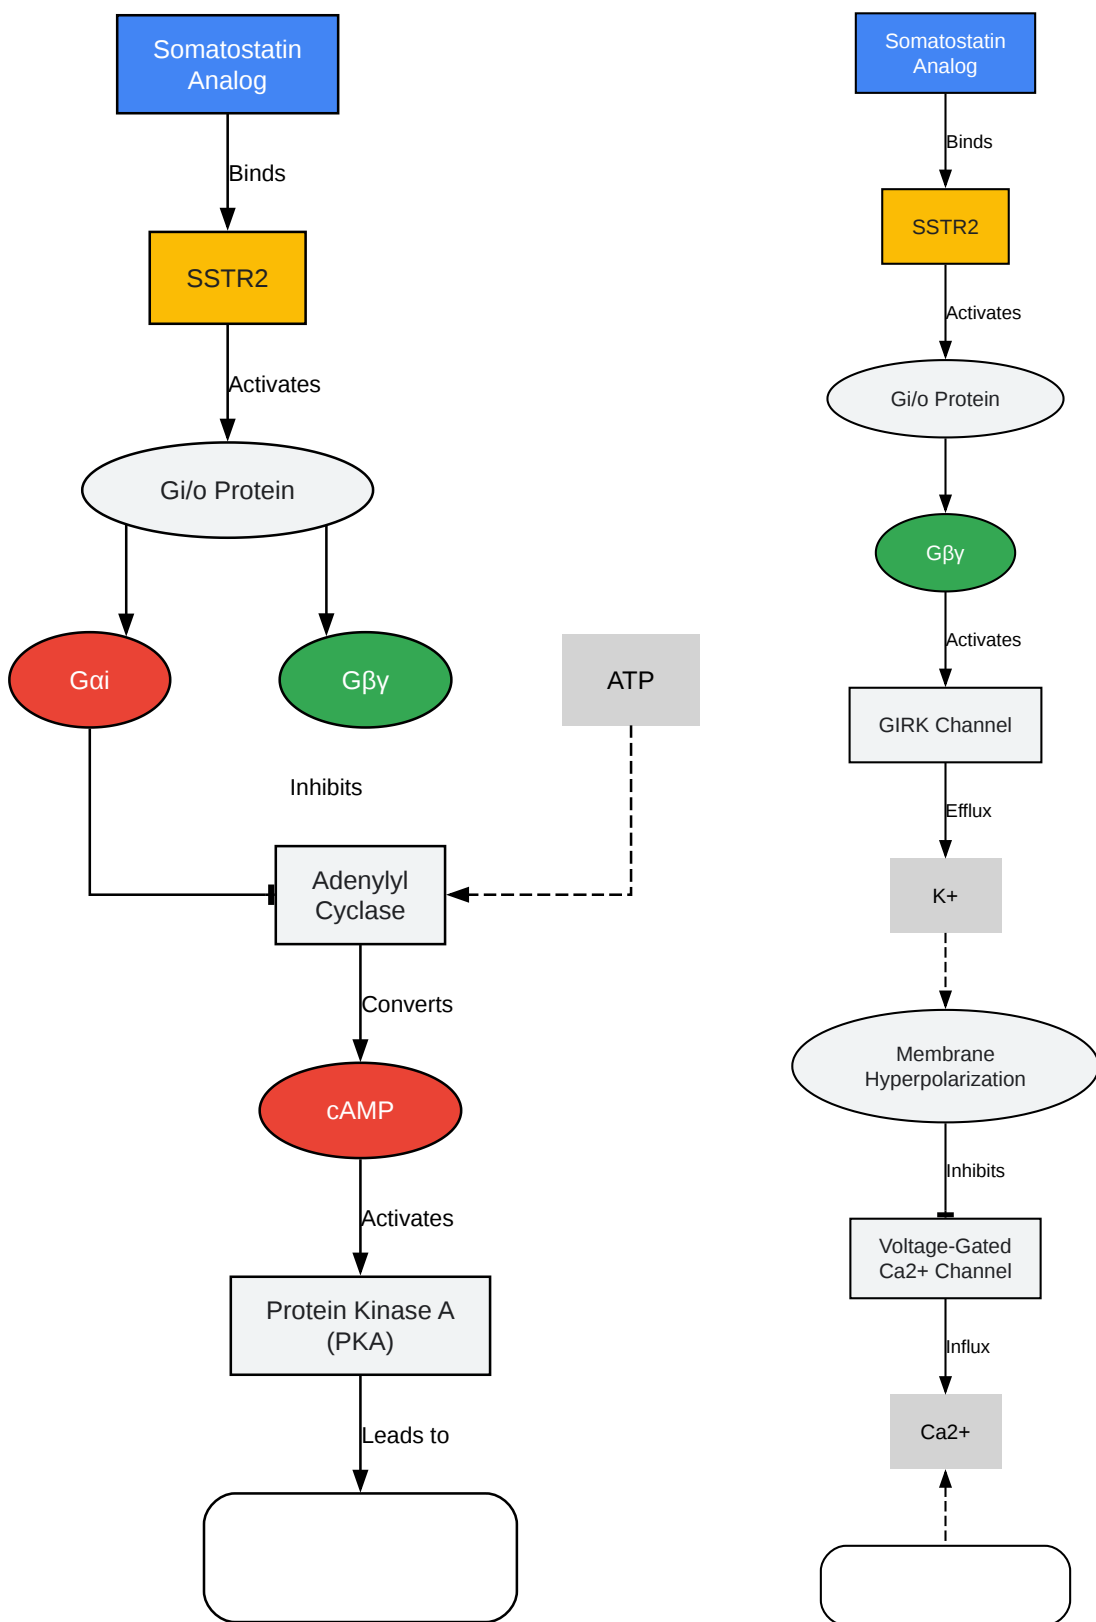 Somatostatin
Analog
Binds
SSTR2
Activates
Gi/o Protein
Gαi
Gβγ
ATP
Inhibits
Adenylyl
Cyclase
Converts
cAMP
Activates
Protein Kinase A
(PKA)
Leads to
Somatostatin
Analog
Binds
SSTR2
Activates
Gi/o Protein
Gβγ
Activates
GIRK Channel
Efflux
K+
Membrane
Hyperpolarization
Inhibits
Voltage-Gated
Ca2+ Channel
Influx
Ca2+